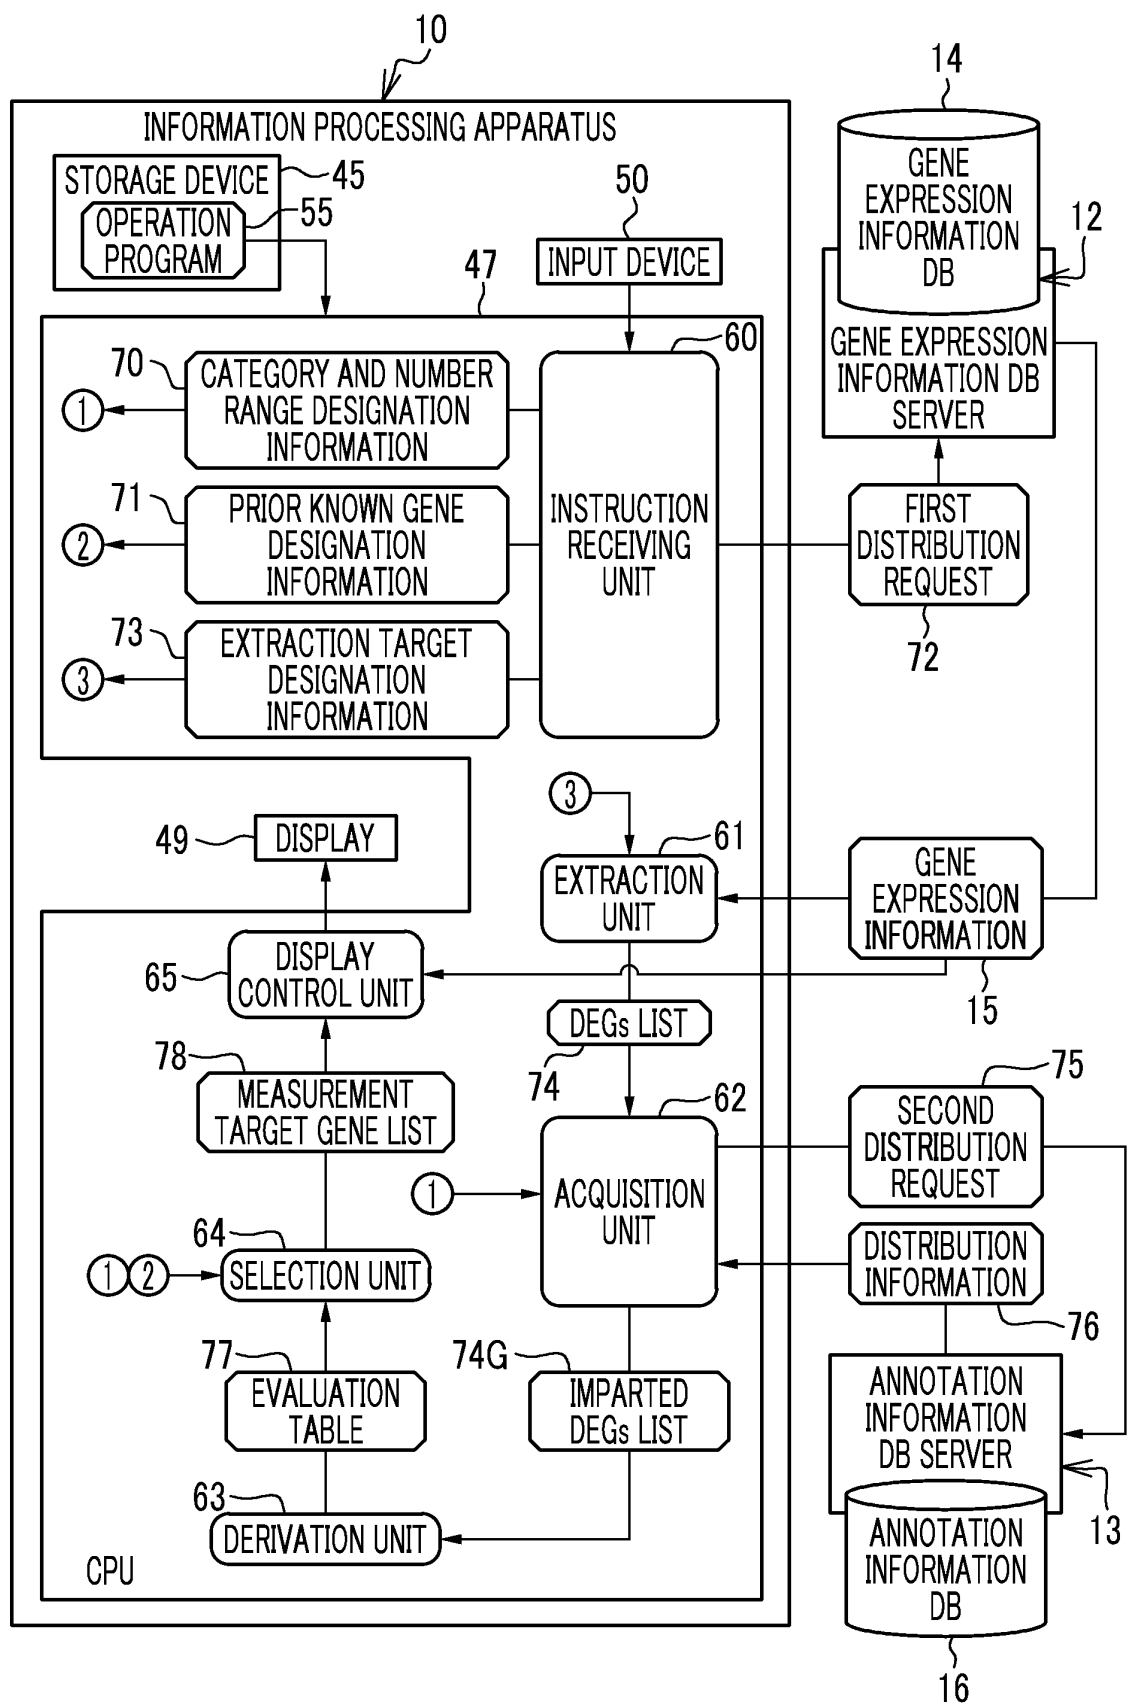 10
INFORMATION PROCESSING APPARATUS
STORAGE DEVICE
45
OPERATION
PROGRAM
55
50
INPUT DEVICE
47
14
GENE
EXPRESSION
INFORMATION
DB
12
GENE EXPRESSION
INFORMATION DB
SERVER
70
CATEGORY AND NUMBER
RANGE DESIGNATION
INFORMATION
1
71
PRIOR KNOWN GENE
DESIGNATION
INFORMATION
2
73
EXTRACTION TARGET
DESIGNATION
INFORMATION
3
60
INSTRUCTION
RECEIVING
UNIT
FIRST
DISTRIBUTION
REQUEST
72
3
49
DISPLAY
61
EXTRACTION
UNIT
GENE
EXPRESSION
INFORMATION
15
65
DISPLAY
CONTROL UNIT
DEGs LIST
74
78
MEASUREMENT
TARGET GENE LIST
62
ACQUISITION
UNIT
1
75
SECOND
DISTRIBUTION
REQUEST
64
1
2
SELECTION UNIT
DISTRIBUTION
INFORMATION
76
77
EVALUATION
TABLE
74G
IMPARTED
DEGs LIST
ANNOTATION
INFORMATION
DB SERVER
13
63
DERIVATION UNIT
CPU
ANNOTATION
INFORMATION
DB
16